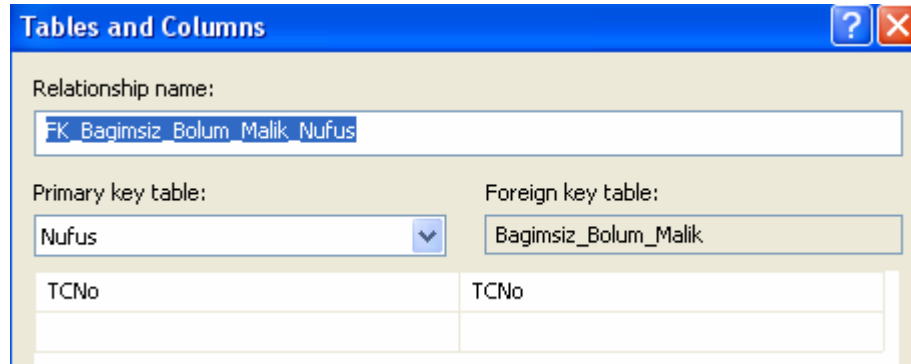 Tables and Columns
Relationship name:
FK_Bagimsiz_Bolum_Malik_Nufus
Primary key table: Foreign key table:
Nufus Bagimsiz_Bolum_Malik
TCNo TCNo